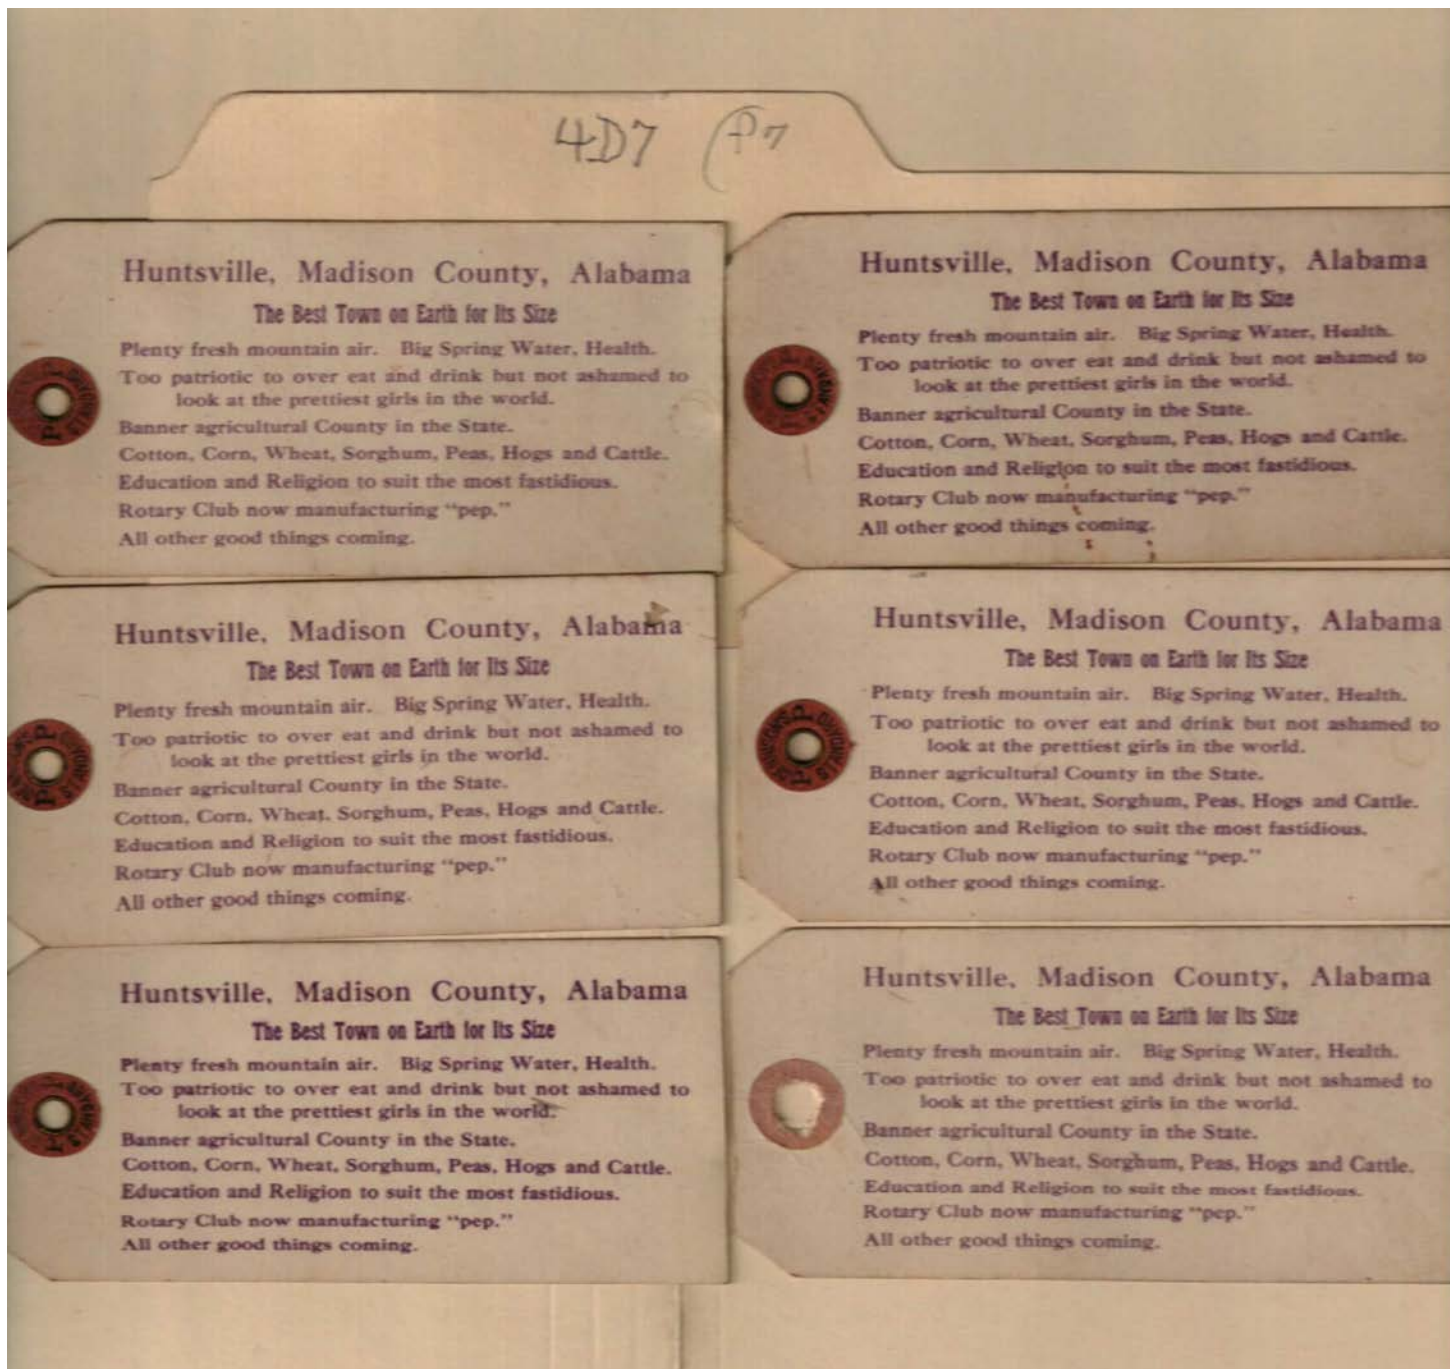 4D7 (P7
Huntsville, Madison County, Alabama
The Best Town on Earth for Its Size
Plenty fresh mountain air. Big Spring Water, Health.
Too patriotic to over eat and drink but not ashamed to
look at the prettiest girls in the world.
Banner agricultural County in the State.
Cotton, Corn, Wheat, Sorghum, Peas, Hogs and Cattle.
Education and Religion to suit the most fastidious.
Rotary Club now manufacturing "pep."
All other good things coming.
Huntsville, Madison County, Alabama
The Best Town on Earth for Its Size
Plenty fresh mountain air. Big Spring Water, Health.
Too patriotic to over eat and drink but not ashamed to
look at the prettiest girls in the world.
Banner agricultural County in the State.
Cotton, Corn, Wheat, Sorghum, Peas, Hogs and Cattle.
Education and Religion to suit the most fastidious.
Rotary Club now manufacturing "pep."
All other good things coming.
Huntsville, Madison County, Alabama
The Best Town on Earth for Its Size
Plenty fresh mountain air. Big Spring Water, Health.
Too patriotic to over eat and drink but not ashamed to
look at the prettiest girls in the world.
Banner agricultural County in the State.
Cotton, Corn, Wheat, Sorghum, Peas, Hogs and Cattle.
Education and Religion to suit the most fastidious.
Rotary Club now manufacturing "pep."
All other good things coming.
Huntsville, Madison County, Alabama
The Best Town on Earth for Its Size
Plenty fresh mountain air. Big Spring Water, Health.
Too patriotic to over eat and drink but not ashamed to
look at the prettiest girls in the world.
Banner agricultural County in the State.
Cotton, Corn, Wheat, Sorghum, Peas, Hogs and Cattle.
Education and Religion to suit the most fastidious.
Rotary Club now manufacturing "pep."
All other good things coming.
Huntsville, Madison County, Alabama
The Best Town on Earth for Its Size
Plenty fresh mountain air. Big Spring Water, Health.
Too patriotic to over eat and drink but not ashamed to
look at the prettiest girls in the world.
Banner agricultural County in the State.
Cotton, Corn, Wheat, Sorghum, Peas, Hogs and Cattle.
Education and Religion to suit the most fastidious.
Rotary Club now manufacturing "pep."
All other good things coming.
Huntsville, Madison County, Alabama
The Best Town on Earth for Its Size
Plenty fresh mountain air. Big Spring Water, Health.
Too patriotic to over eat and drink but not ashamed to
look at the prettiest girls in the world.
Banner agricultural County in the State.
Cotton, Corn, Wheat, Sorghum, Peas, Hogs and Cattle.
Education and Religion to suit the most fastidious.
Rotary Club now manufacturing "pep."
All other good things coming.